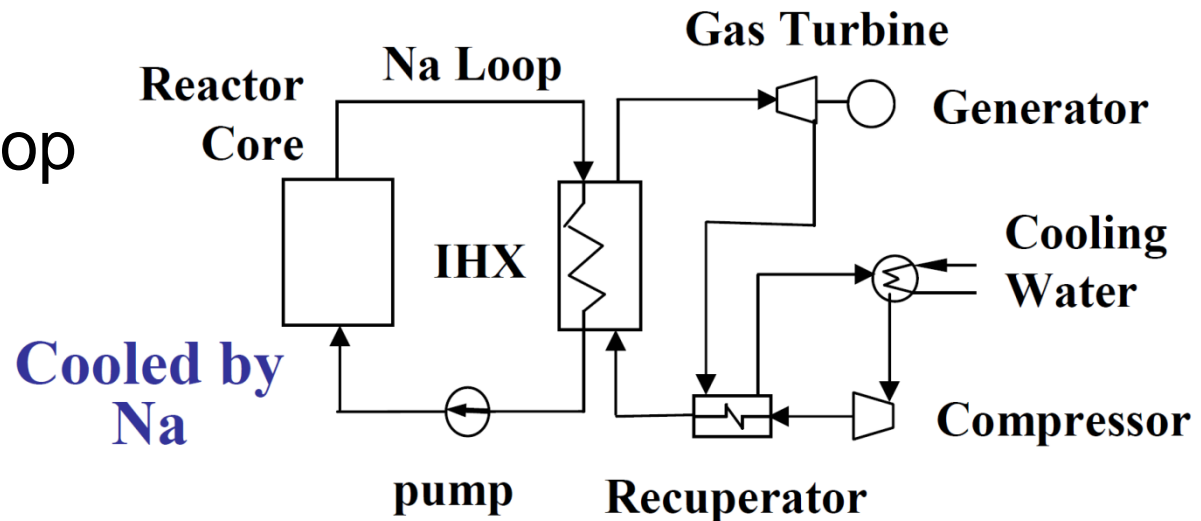 Gas Turbine
Na Loop
Reactor
Core
op
Generator
IHX
Cooling
Water
Cooled by
Na
Compressor
pump
Recuperator